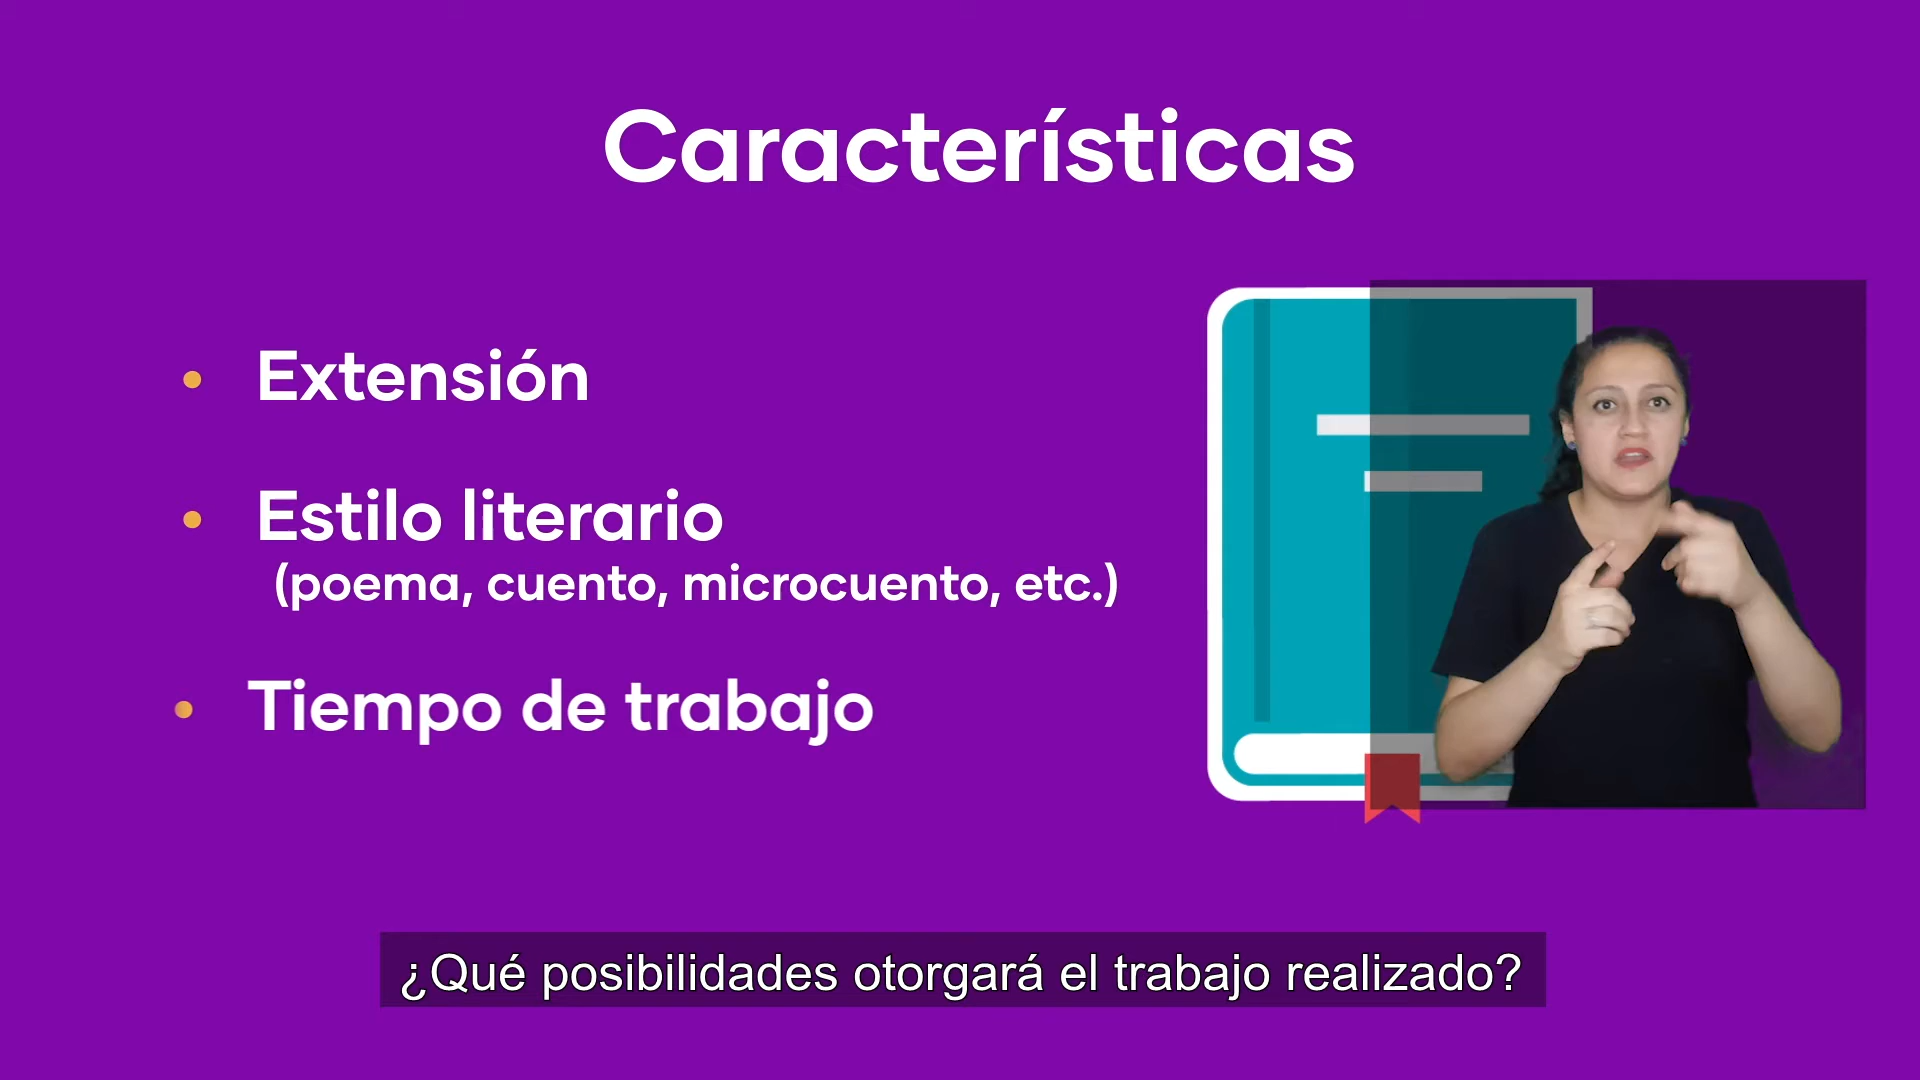 Características
• Extensión
• Estilo literario
(poema, cuento, microcuento, etc.)
• Tiempo de trabajo
¿Qué posibilidades otorgará el trabajo realizado?